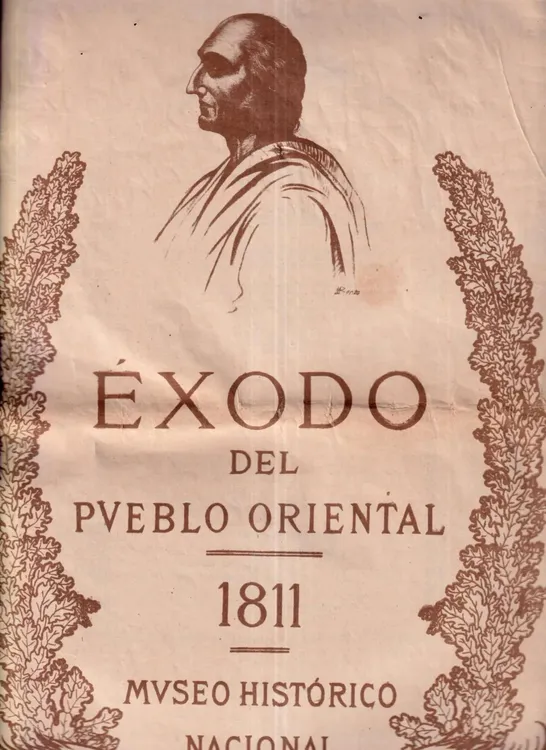 ÉXODO
DEL
PVEBLO ORIENTAL
1811
MVSEO HISTÓRICO
NACIONAL